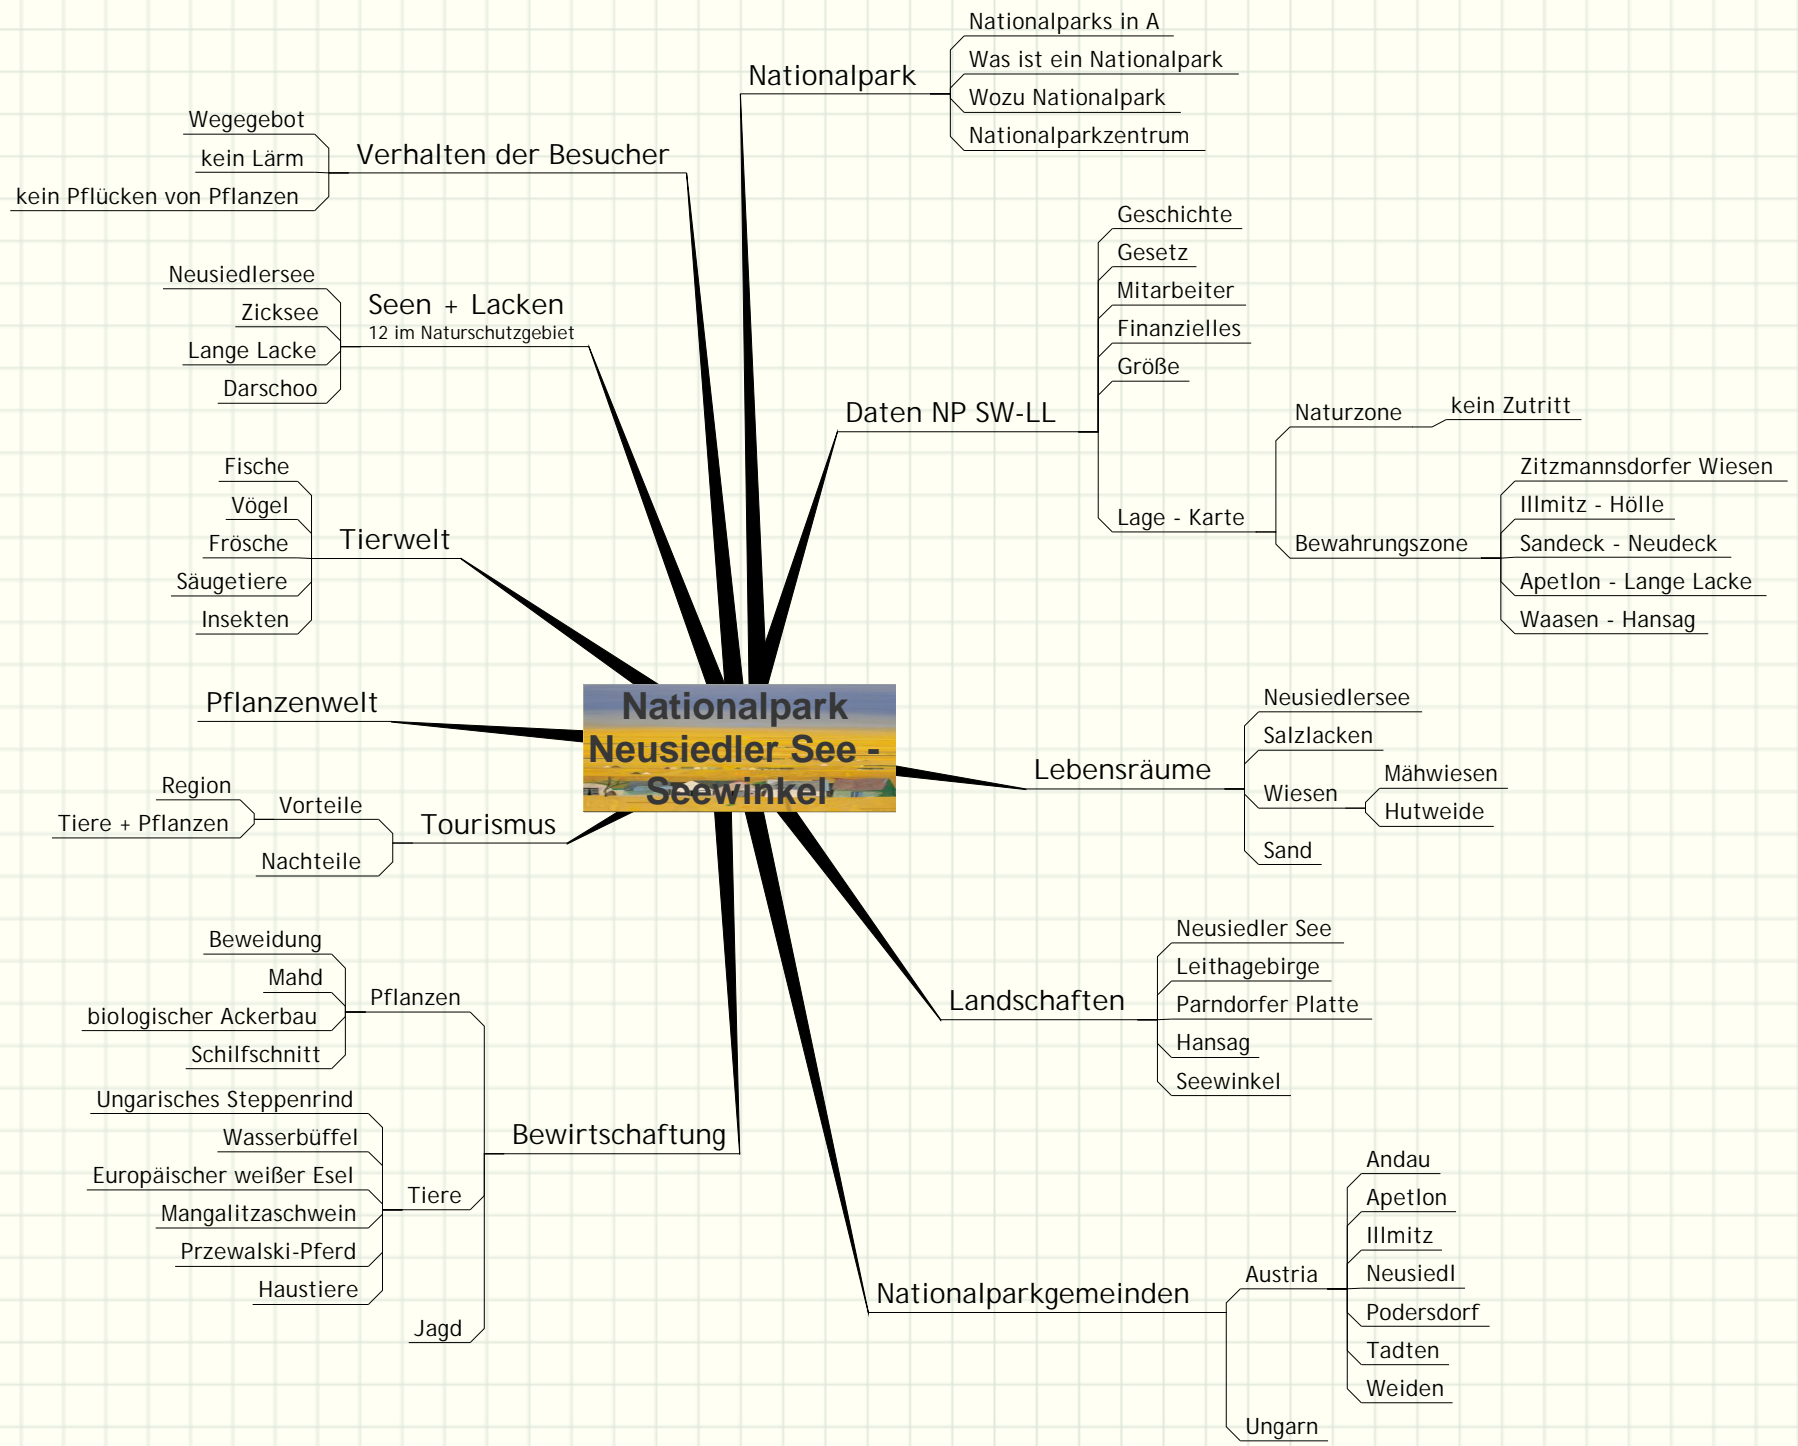 Nationalpark
Neusiedler See -
Seewinkel
Nationalpark
Nationalparks in A
Was ist ein Nationalpark
Wozu Nationalpark
Nationalparkzentrum
Daten NP SW-LL
Geschichte
Gesetz
Mitarbeiter
Finanzielles
Größe
Lage - Karte
Naturzone
kein Zutritt
Bewahrungszone
Zitzmannsdorfer Wiesen
Illmitz - Hölle
Sandeck - Neudeck
Apetlon - Lange Lacke
Waasen - Hansag
Lebensräume
Neusiedlersee
Salzlacken
Wiesen
Mähwiesen
Hutweide
Sand
Landschaften
Neusiedler See
Leithagebirge
Parndorfer Platte
Hansag
Seewinkel
Nationalparkgemeinden
Austria
Andau
Apetlon
Illmitz
Neusiedl
Podersdorf
Tadten
Weiden
Ungarn
Verhalten der Besucher
Wegegebot
kein Lärm
kein Pflücken von Pflanzen
Seen + Lacken
12 im Naturschutzgebiet
Neusiedlersee
Zicksee
Lange Lacke
Darschoo
Tierwelt
Fische
Vögel
Frösche
Säugetiere
Insekten
Pflanzenwelt
Tourismus
Vorteile
Region
Tiere + Pflanzen
Nachteile
Bewirtschaftung
Pflanzen
Beweidung
Mahd
biologischer Ackerbau
Schilfschnitt
Tiere
Ungarisches Steppenrind
Wasserbüffel
Europäischer weißer Esel
Mangalitzaschwein
Przewalski-Pferd
Haustiere
Jagd